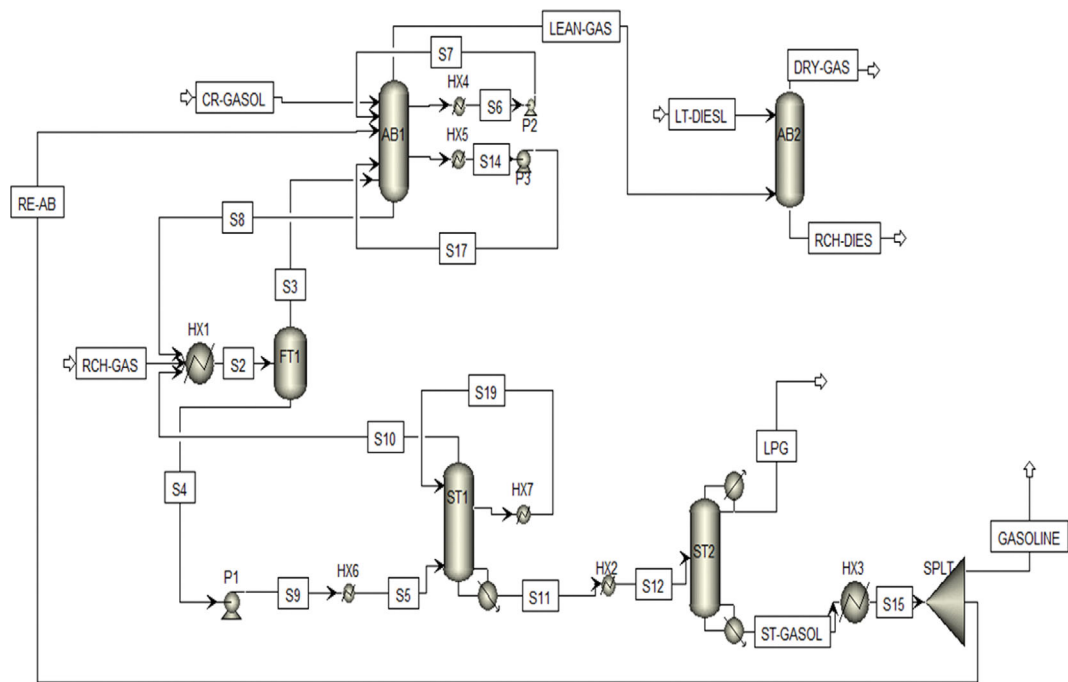 LEAN-GAS
S7
DRY-GAS
HX4
CR-GASOL
S6
P2
LT-DIESL
AB1
AB2
HX5
S14
P3
RE-AB
S8
RCH-DIES
S17
S3
HX1
RCH-GAS
S2
FT1
S19
S10
LPG
S4
ST1
HX7
GASOLINE
ST2
P1
S9
HX6
S5
S11
HX2
S12
HX3
SPLT
S15
ST-GASOL